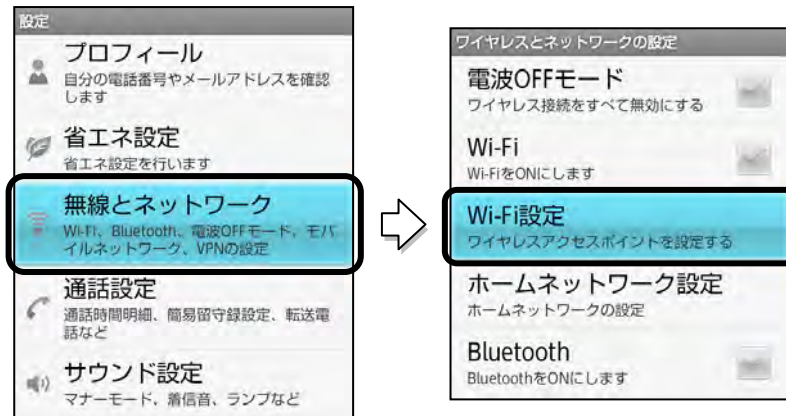 設定
プロフィール
自分の電話番号やメールアドレスを確認
します
省エネ設定
省エネ設定を行います
無線とネットワーク
Wi-Fi、Bluetooth、電波OFFモード、モバ
イルネットワーク、VPNの設定
通話設定
通話時間明細、簡易留守録設定、転送電
話など
サウンド設定
マナーモード、着信音、ランプなど
ワイヤレスとネットワークの設定
電波OFFモード
ワイヤレス接続をすべて無効にする
Wi-Fi
Wi-FiをONにします
Wi-Fi設定
ワイヤレスアクセスポイントを設定する
ホームネットワーク設定
ホームネットワークの設定
Bluetooth
BluetoothをONにします